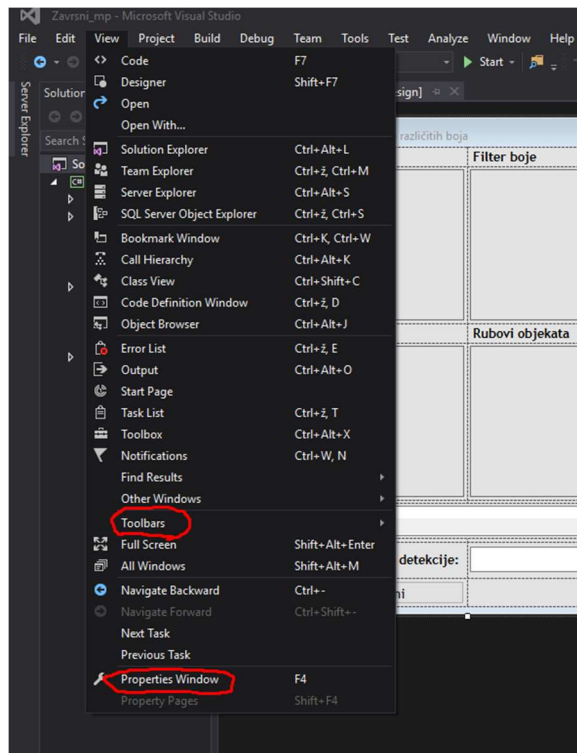 Zavrsni_mp - Microsoft Visual Studio
File Edit View Project Build Debug Team Tools Test Analyze Window Help
Start
Server Explorer
Solution
sign]
Search S
različitih boja
So
Filter boje
Rubovi objekata
detekcije:
ni
Code F7
Designer Shift+F7
Open
Open With...
Solution Explorer Ctrl+Alt+L
Team Explorer Ctrl+ž, Ctrl+M
Server Explorer Ctrl+Alt+S
SQL Server Object Explorer Ctrl+ž, Ctrl+S
Bookmark Window Ctrl+K, Ctrl+W
Call Hierarchy Ctrl+Alt+K
Class View Ctrl+Shift+C
Code Definition Window Ctrl+ž, D
Object Browser Ctrl+Alt+J
Error List Ctrl+ž, E
Output Ctrl+Alt+O
Start Page
Task List Ctrl+ž, T
Toolbox Ctrl+Alt+X
Notifications Ctrl+W, N
Find Results
Other Windows
Toolbars
Full Screen Shift+Alt+Enter
All Windows Shift+Alt+M
Navigate Backward Ctrl+-
Navigate Forward Ctrl+Shift+-
Next Task
Previous Task
Properties Window F4
Property Pages Shift+F4